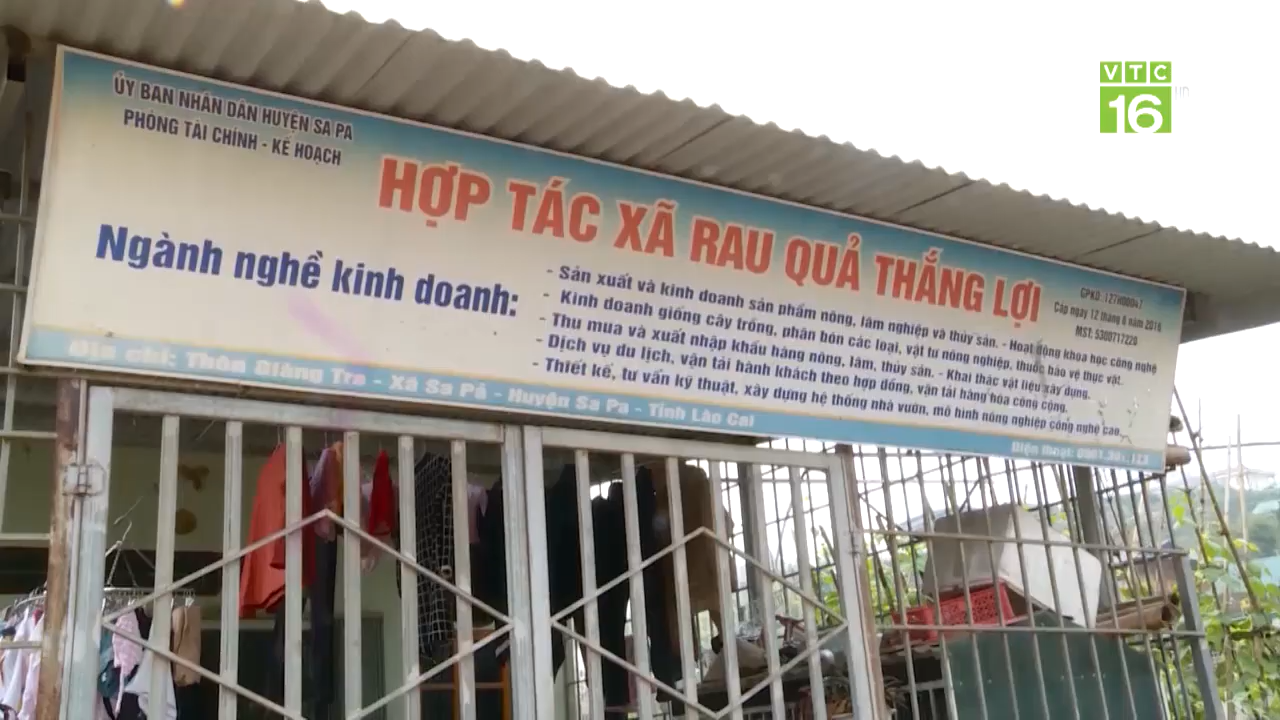 VTC
16
ỦY BAN NHÂN DÂN HUYỆN SA PA
PHÒNG TÀI CHÍNH - KẾ HOẠCH
HỢP TÁC XÃ RAU QUẢ THẮNG LỢI
GPKD: 127H00047
Cấp ngày 12 tháng 6 năm 2016
MST: 5300717220
Ngành nghề kinh doanh:
- Sản xuất và kinh doanh sản phẩm nông, lâm nghiệp và thủy sản. - Hoạt động khoa học công nghệ
- Kinh doanh giống cây trồng, phân bón các loại, vật tư nông nghiệp, thuốc bảo vệ thực vật.
- Thu mua và xuất nhập khẩu hàng nông, lâm, thủy sản. - Khai thác vật liệu xây dựng.
- Dịch vụ du lịch, vận tải hành khách theo hợp đồng, vận tải hàng hóa công cộng.
- Thiết kế, tư vấn kỹ thuật, xây dựng hệ thống nhà vườn, mô hình nông nghiệp công nghệ cao.
Địa chỉ: Thôn Giàng Tra - Xã Sa Pả - Huyện Sa Pa - Tỉnh Lào Cai
Điện thoại: